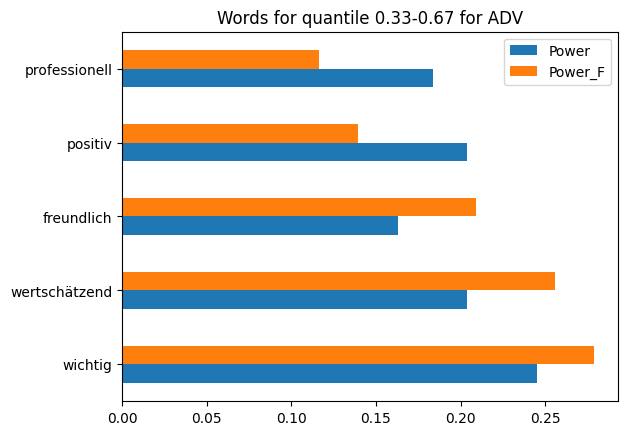 Words for quantile 0.33-0.67 for ADV
Power
Power_F
professionell
positiv
freundlich
wertschätzend
wichtig
0.00 0.05 0.10 0.15 0.20 0.25